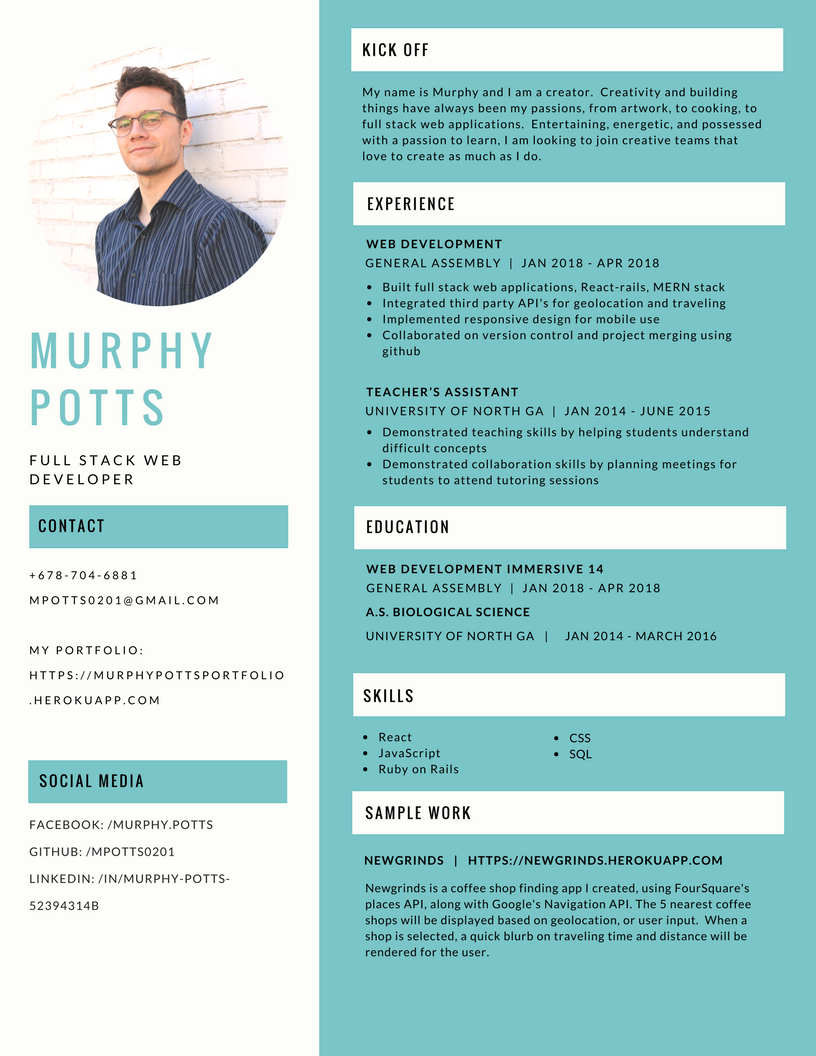 MURPHY
POTTS
FULL STACK WEB
DEVELOPER
CONTACT
+678-704-6881
MPOTTS0201@GMAIL.COM
MY PORTFOLIO:
HTTPS://MURPHYPOTTSPORTFOLIO
.HEROKUAPP.COM
SOCIAL MEDIA
FACEBOOK: /MURPHY.POTTS
GITHUB: /MPOTTS0201
LINKEDIN: /IN/MURPHY-POTTS-
52394314B
KICK OFF
My name is Murphy and I am a creator.  Creativity and building
things have always been my passions, from artwork, to cooking, to
full stack web applications.  Entertaining, energetic, and possessed
with a passion to learn, I am looking to join creative teams that
love to create as much as I do.
EXPERIENCE
WEB DEVELOPMENT
GENERAL ASSEMBLY | JAN 2018 - APR 2018
• Built full stack web applications, React-rails, MERN stack
• Integrated third party API's for geolocation and traveling
• Implemented responsive design for mobile use
• Collaborated on version control and project merging using
github
TEACHER'S ASSISTANT
UNIVERSITY OF NORTH GA | JAN 2014 - JUNE 2015
• Demonstrated teaching skills by helping students understand
difficult concepts
• Demonstrated collaboration skills by planning meetings for
students to attend tutoring sessions
EDUCATION
WEB DEVELOPMENT IMMERSIVE 14
GENERAL ASSEMBLY | JAN 2018 - APR 2018
A.S. BIOLOGICAL SCIENCE
UNIVERSITY OF NORTH GA | JAN 2014 - MARCH 2016
SKILLS
• React
• JavaScript
• Ruby on Rails
• CSS
• SQL
SAMPLE WORK
NEWGRINDS | HTTPS://NEWGRINDS.HEROKUAPP.COM
Newgrinds is a coffee shop finding app I created, using FourSquare's
places API, along with Google's Navigation API. The 5 nearest coffee
shops will be displayed based on geolocation, or user input.  When a
shop is selected, a quick blurb on traveling time and distance will be
rendered for the user.